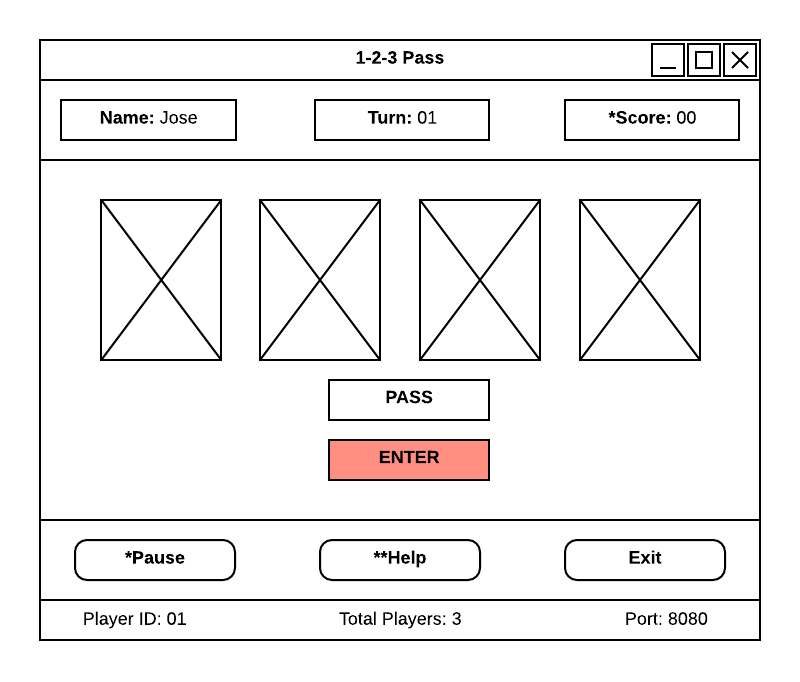 1-2-3 Pass
Name: Jose
Turn: 01
*Score: 00
PASS
ENTER
*Pause
**Help
Exit
Player ID: 01
Total Players: 3
Port: 8080